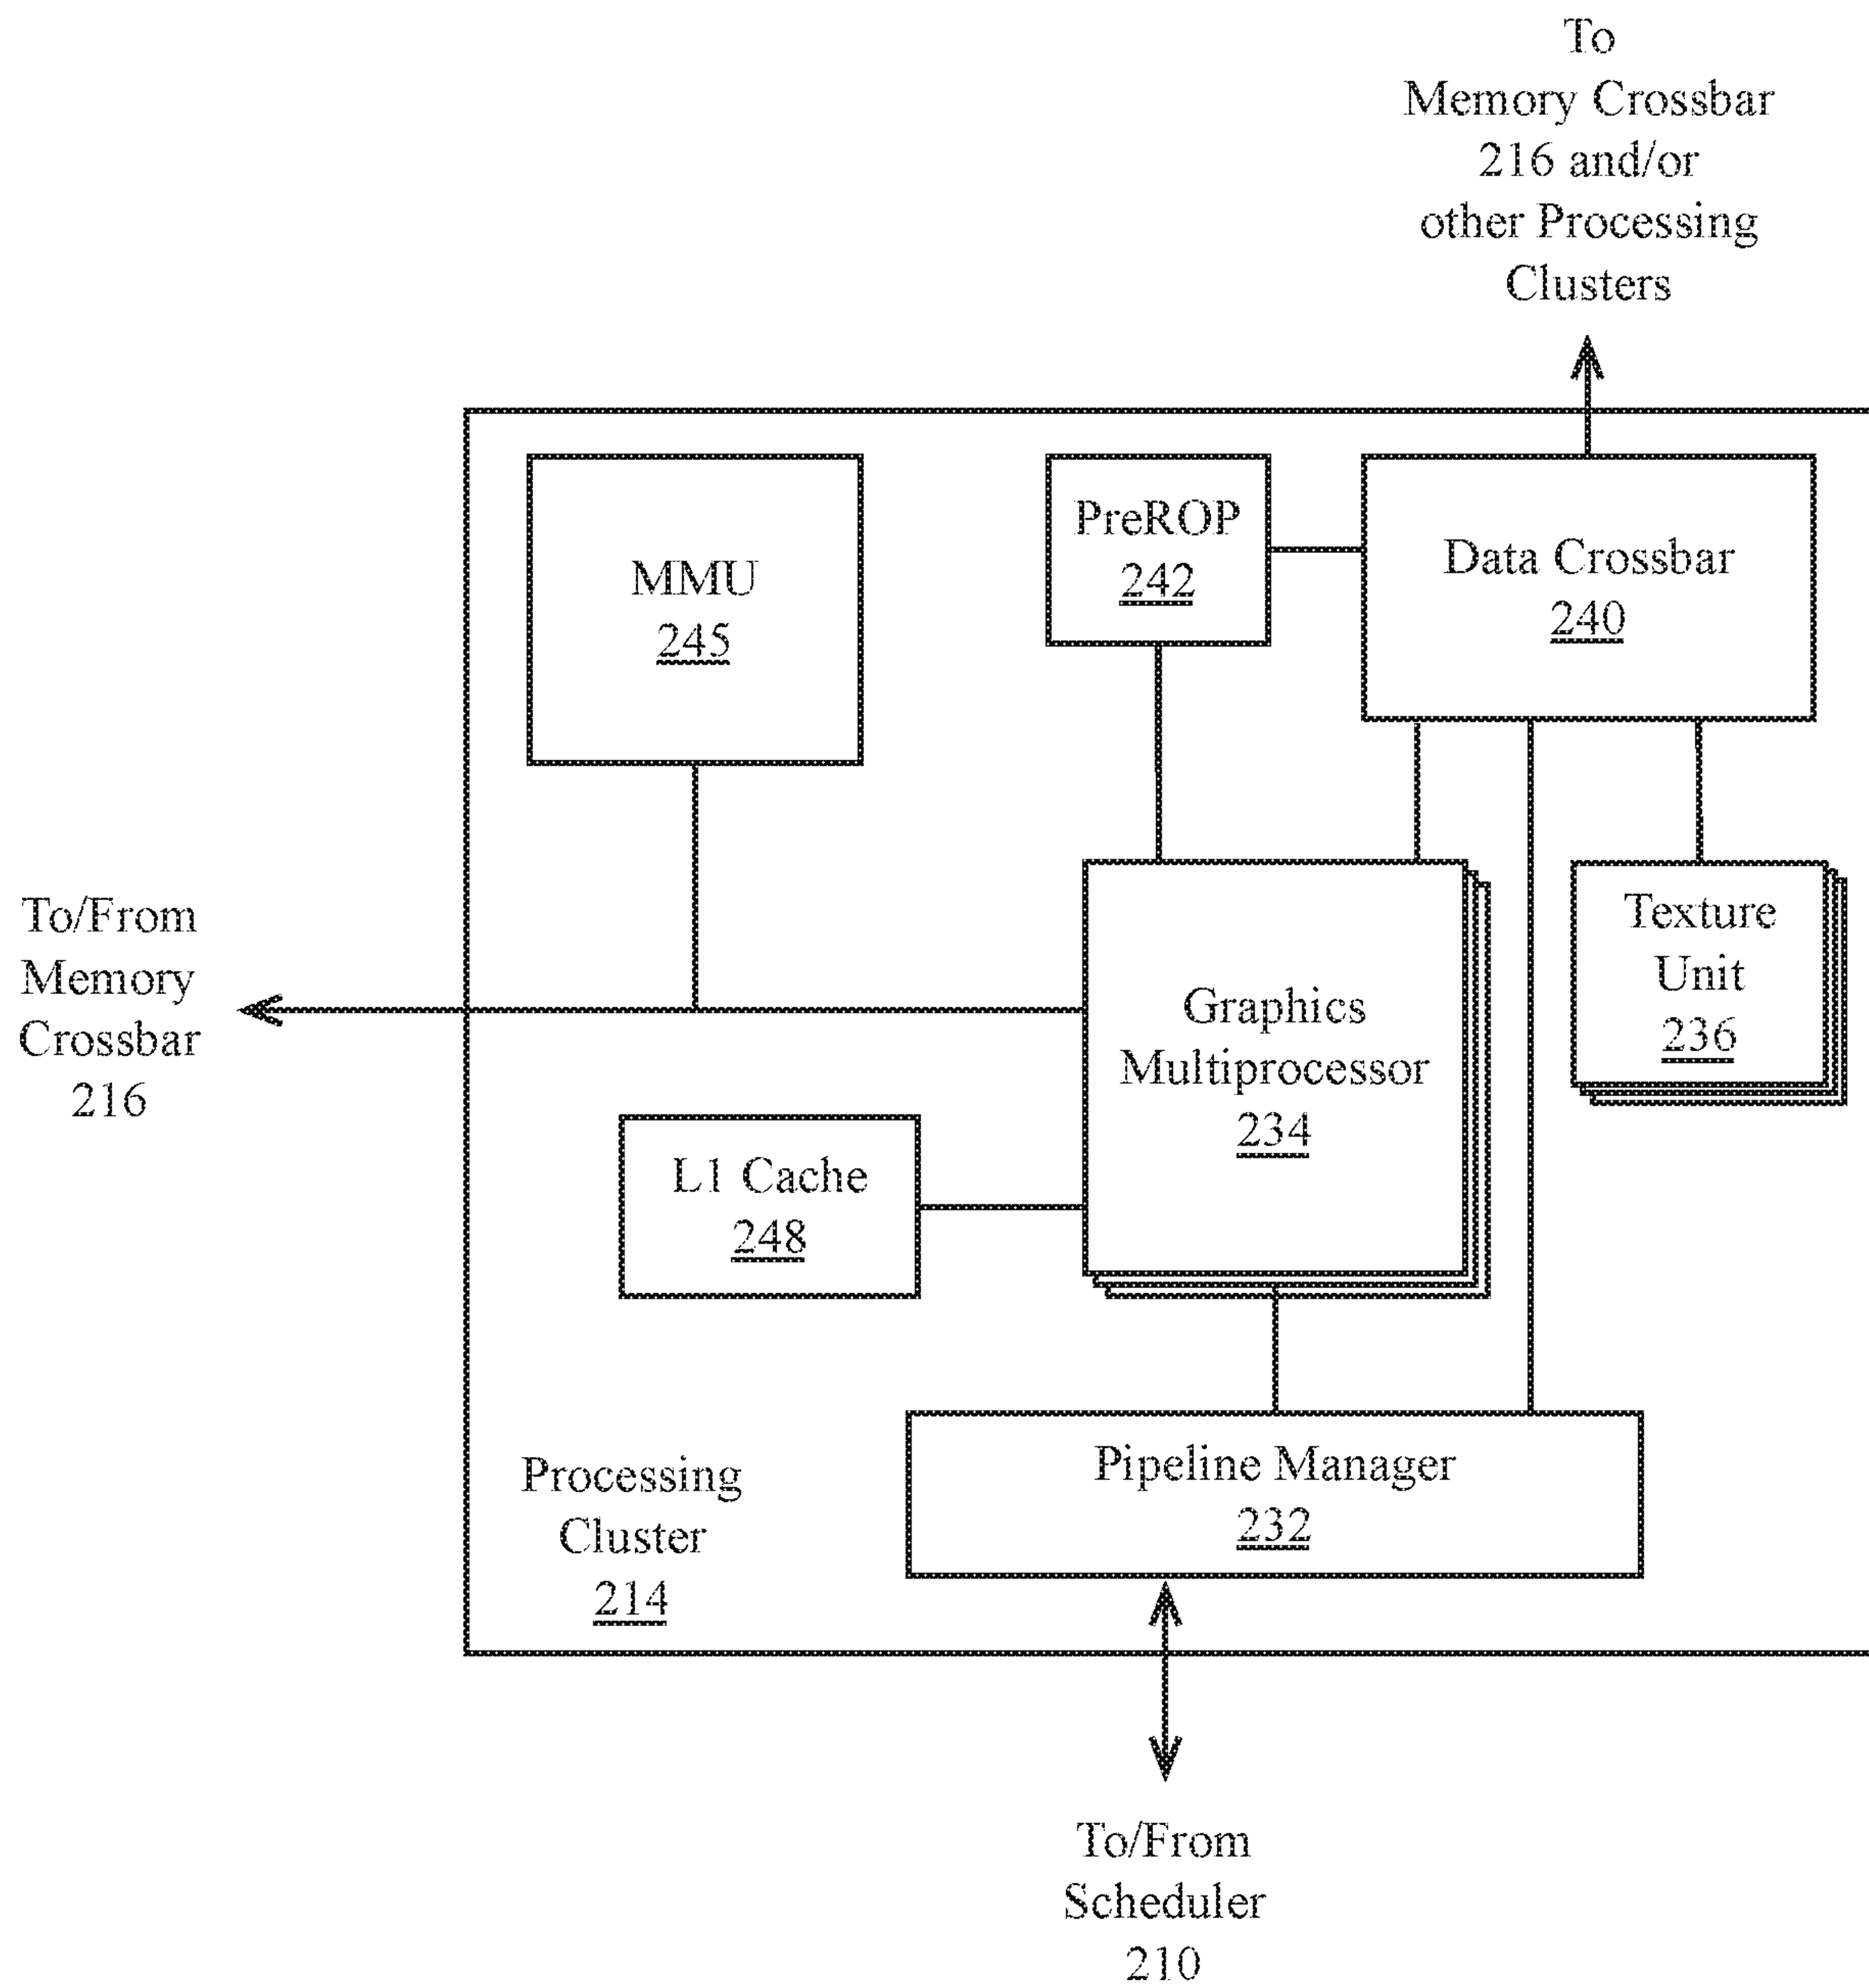 To
Memory Crossbar
216 and/or
other Processing
Clusters
MMU
245
PreROP
242
Data Crossbar
240
To/From
Memory
Crossbar
216
Texture
Unit
236
Graphics
Multiprocessor
234
L1 Cache
248
Processing
Cluster
214
Pipeline Manager
232
To/From
Scheduler
210